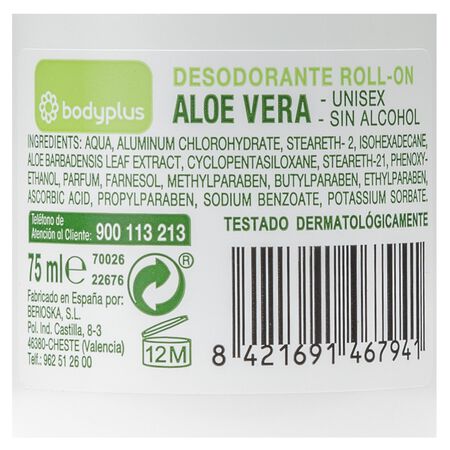 bodyplus
DESODORANTE ROLL-ON
ALOE VERA - UNISEX
- SIN ALCOHOL
INGREDIENTS: AQUA, ALUMINUM CHLOROHYDRATE, STEARETH-2, ISOHEXADECANE,
ALOE BARBADENSIS LEAF EXTRACT, CYCLOPENTASILOXANE, STEARETH-21, PHENOXY-
ETHANOL, PARFUM, FARNESOL, METHYLPARABEN, BUTYLPARABEN, ETHYLPARABEN,
ASCORBIC ACID, PROPYLPARABEN, SODIUM BENZOATE, POTASSIUM SORBATE.
Teléfono de
Atención al Cliente: 900 113 213
TESTADO DERMATOLÓGICAMENTE
75 ml e 70026
22676
Fabricado en España por:
BERIOSKA, S.L.
Pol. Ind. Castilla, 8-3
46380-CHESTE (Valencia)
Telf.: 962 51 26 00
12M
8 421691 467941